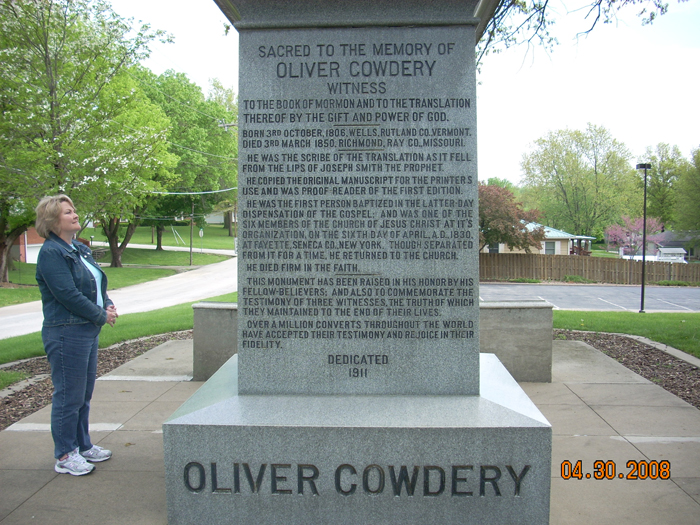 SACRED TO THE MEMORY OF
OLIVER COWDERY
WITNESS
TO THE BOOK OF MORMON AND TO THE TRANSLATION
THEREOF BY THE GIFT AND POWER OF GOD.
BORN 3RD OCTOBER, 1806, WELLS, RUTLAND CO. VERMONT.
DIED 3RD MARCH 1850, RICHMOND, RAY CO. MISSOURI.
HE WAS THE SCRIBE OF THE TRANSLATION AS IT FELL
FROM THE LIPS OF JOSEPH SMITH THE PROPHET.
HE COPIED THE ORIGINAL MANUSCRIPT FOR THE PRINTER'S
USE AND WAS PROOF-READER OF THE FIRST EDITION.
HE WAS THE FIRST PERSON BAPTIZED IN THE LATTER-DAY
DISPENSATION OF THE GOSPEL; AND WAS ONE OF THE
SIX MEMBERS OF THE CHURCH OF JESUS CHRIST AT IT'S
ORGANIZATION, ON THE SIXTH DAY OF APRIL, A.D. 1830,
AT FAYETTE, SENECA CO. NEW YORK. THOUGH SEPARATED
FROM IT FOR A TIME, HE RETURNED TO THE CHURCH.
HE DIED FIRM IN THE FAITH.
THIS MONUMENT HAS BEEN RAISED IN HIS HONOR BY HIS
FELLOW-BELIEVERS; AND ALSO TO COMMEMORATE THE
TESTIMONY OF THREE WITNESSES, THE TRUTH OF WHICH
THEY MAINTAINED TO THE END OF THEIR LIVES.
OVER A MILLION CONVERTS THROUGHOUT THE WORLD
HAVE ACCEPTED THEIR TESTIMONY AND REJOICE IN THEIR
FIDELITY.
DEDICATED
1911
OLIVER COWDERY
04.30.2008